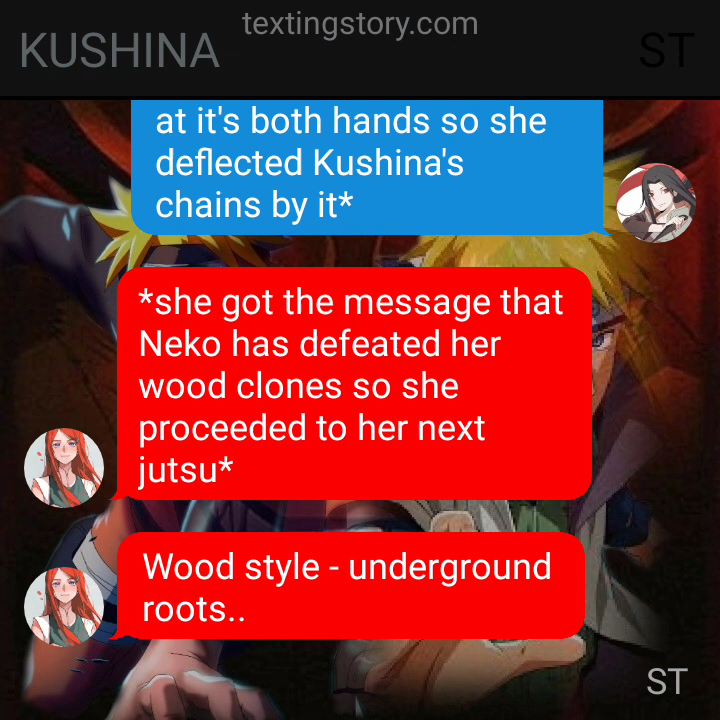 textingstory.com
KUSHINA
ST
at it's both hands so she
deflected Kushina's
chains by it*
*she got the message that
Neko has defeated her
wood clones so she
proceeded to her next
jutsu*
Wood style - underground
roots..
ST